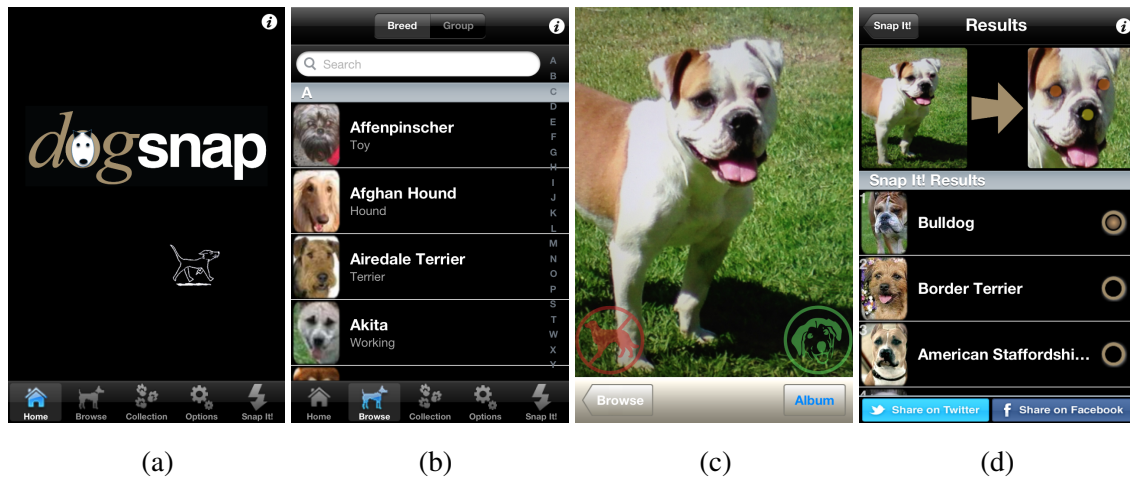 dogsnap
Home
Browse
Collection
Options
Snap It!
(a)
Breed
Group
Search
A
Affenpinscher
Toy
Afghan Hound
Hound
Airedale Terrier
Terrier
Akita
Working
A
B
C
D
E
F
G
H
I
J
K
L
M
N
O
P
S
T
W
X
Y
Home
Browse
Collection
Options
Snap It!
(b)
Browse
Album
(c)
Snap It!
Results
Snap It! Results
1
Bulldog
2
Border Terrier
3
American Staffordshi...
4
Share on Twitter
Share on Facebook
(d)